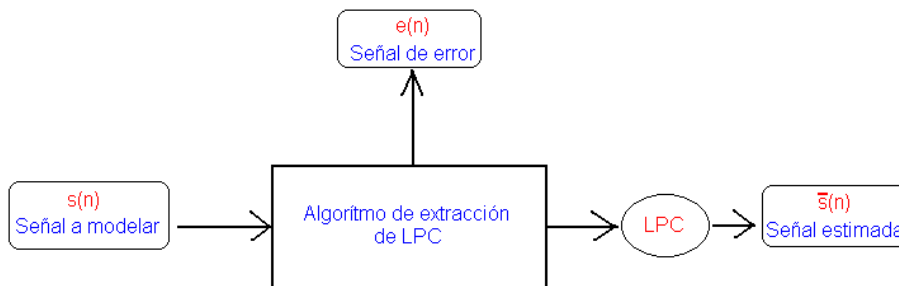 e(n)
Señal de error
s(n)
Señal a modelar
Algorítmo de extracción
de LPC
LPC
s̅(n)
Señal estimada